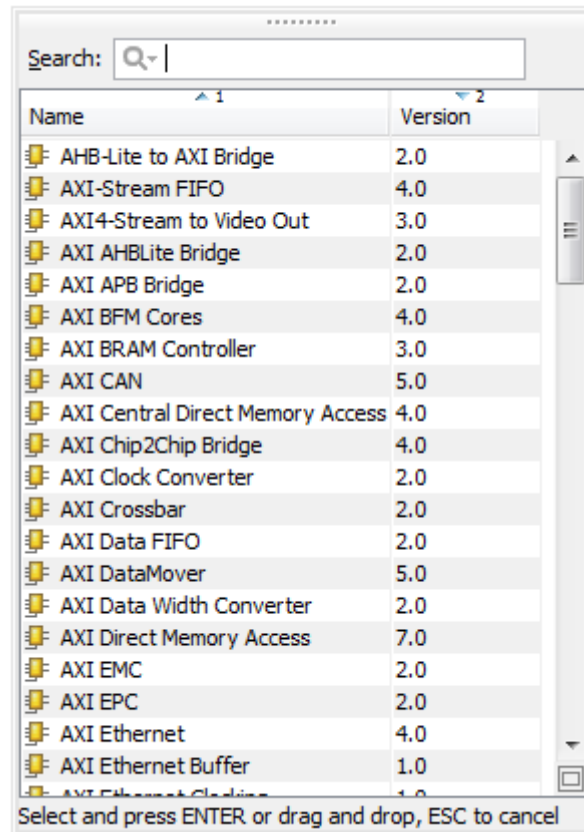 Search:
1 2
Name Version
AHB-Lite to AXI Bridge 2.0
AXI-Stream FIFO 4.0
AXI4-Stream to Video Out 3.0
AXI AHBLite Bridge 2.0
AXI APB Bridge 2.0
AXI BFM Cores 4.0
AXI BRAM Controller 3.0
AXI CAN 5.0
AXI Central Direct Memory Access 4.0
AXI Chip2Chip Bridge 4.0
AXI Clock Converter 2.0
AXI Crossbar 2.0
AXI Data FIFO 2.0
AXI DataMover 5.0
AXI Data Width Converter 2.0
AXI Direct Memory Access 7.0
AXI EMC 2.0
AXI EPC 2.0
AXI Ethernet 4.0
AXI Ethernet Buffer 1.0
AXI Ethernet Clocking 1.0
Select and press ENTER or drag and drop, ESC to cancel